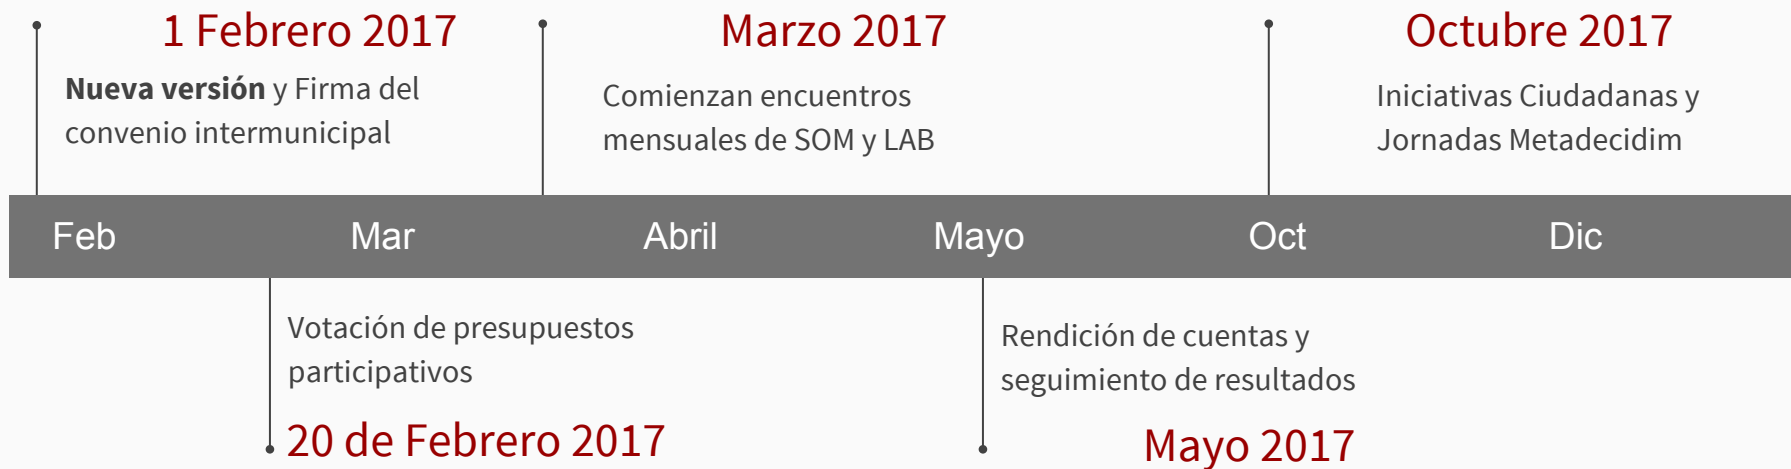 1 Febrero 2017
Nueva versión y Firma del
convenio intermunicipal
Marzo 2017
Comienzan encuentros
mensuales de SOM y LAB
Octubre 2017
Iniciativas Ciudadanas y
Jornadas Metadecidim
Feb
Mar
Abril
Mayo
Oct
Dic
Votación de presupuestos
participativos
20 de Febrero 2017
Rendición de cuentas y
seguimiento de resultados
Mayo 2017